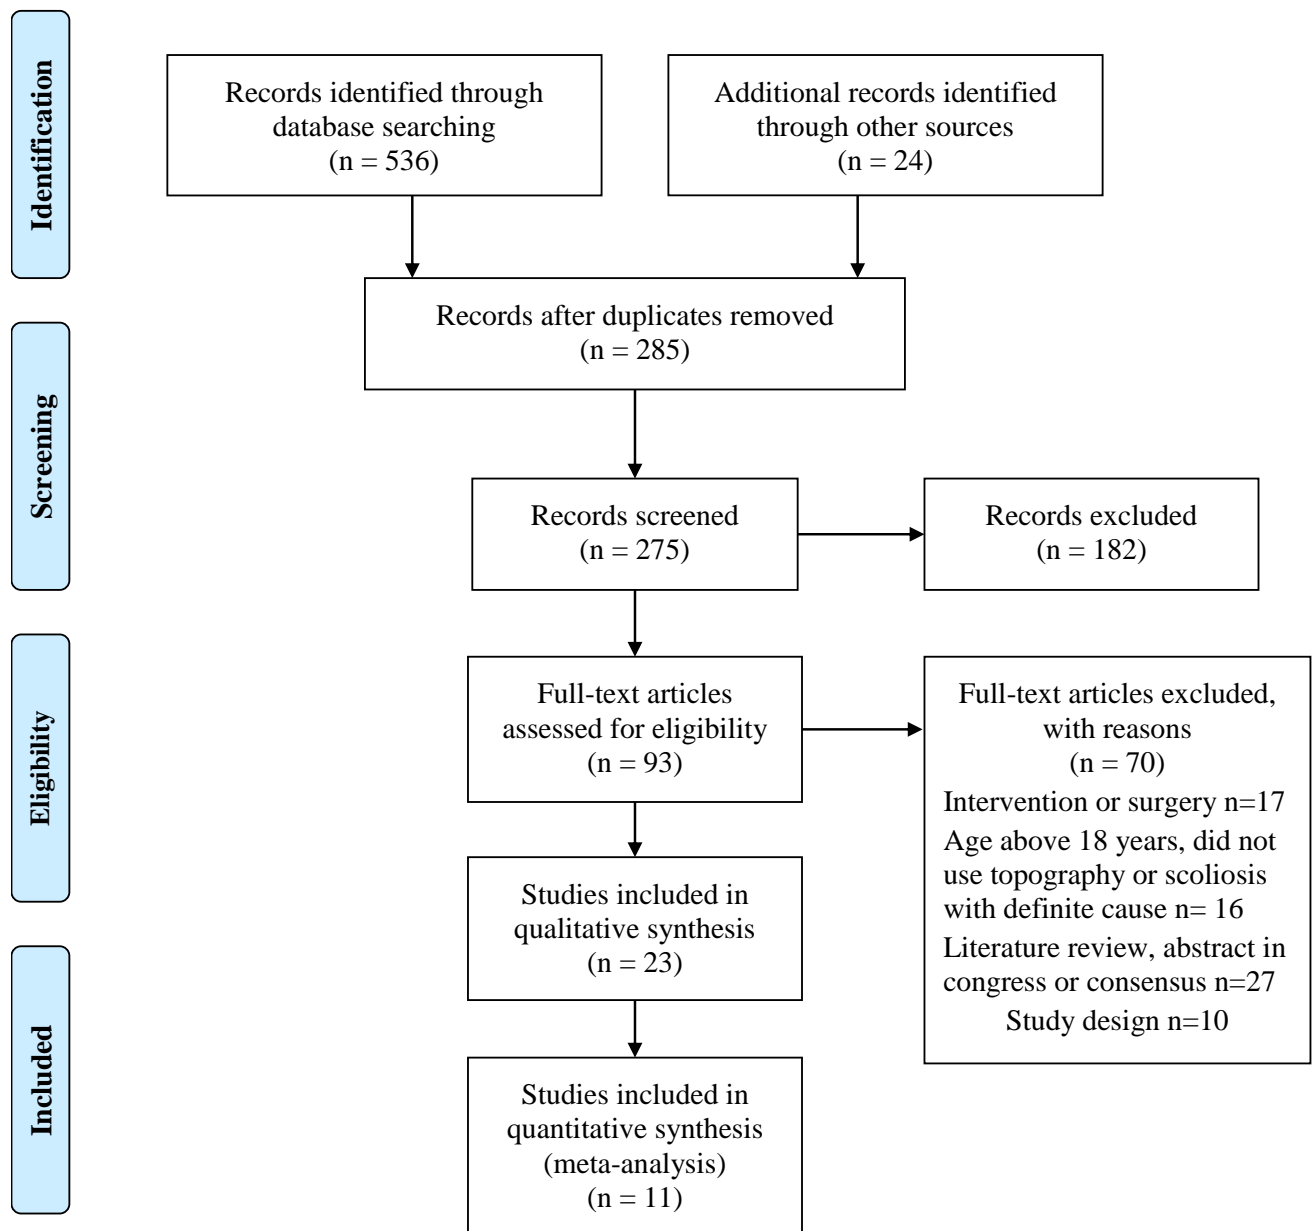 Identification
Records identified through
database searching
(n = 536)
Additional records identified
through other sources
(n = 24)
Records after duplicates removed
(n = 285)
Screening
Records screened
(n = 275)
Records excluded
(n = 182)
Eligibility
Full-text articles
assessed for eligibility
(n = 93)
Full-text articles excluded,
with reasons
(n = 70)
Intervention or surgery n=17
Age above 18 years, did not
use topography or scoliosis
with definite cause n= 16
Literature review, abstract in
congress or consensus n=27
Study design n=10
Studies included in
qualitative synthesis
(n = 23)
Included
Studies included in
quantitative synthesis
(meta-analysis)
(n = 11)